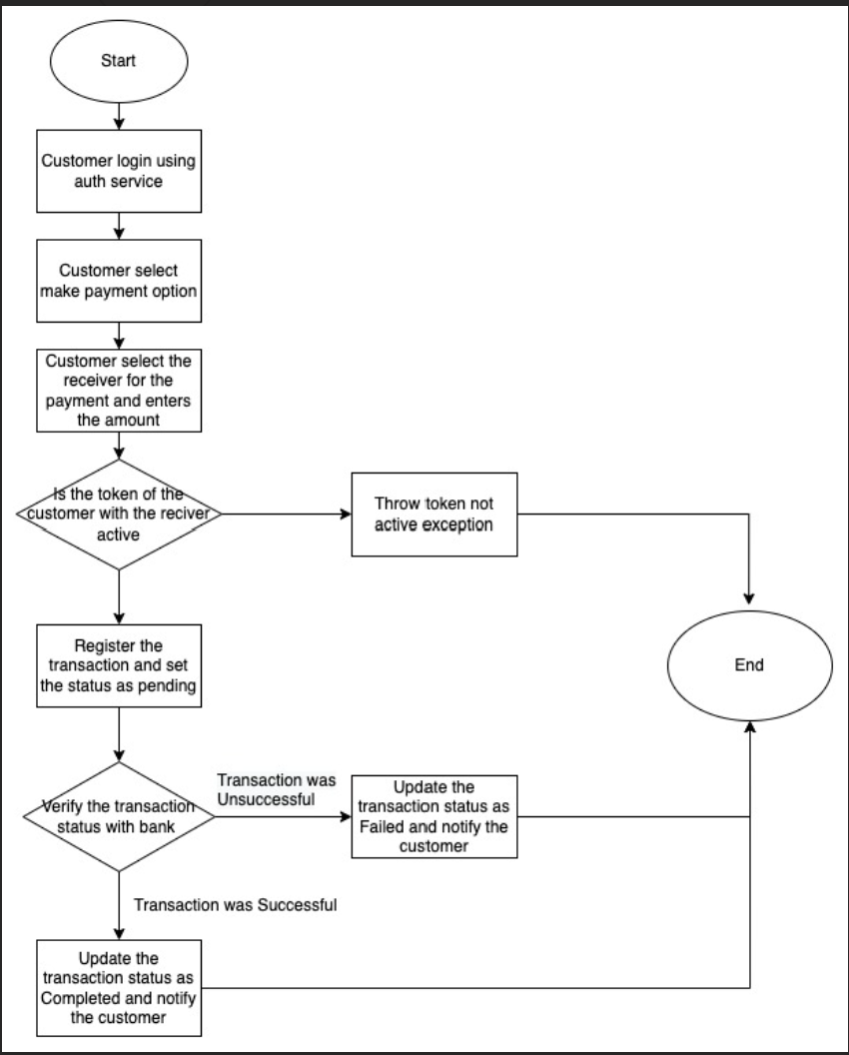 Start
Customer login using
auth service
Customer select
make payment option
Customer select the
receiver for the
payment and enters
the amount
Is the token of the
customer with the reciver
active
Throw token not
active exception
Register the
transaction and set
the status as pending
End
Verify the transaction
status with bank
Transaction was
Unsuccessful
Update the
transaction status as
Failed and notify the
customer
Transaction was Successful
Update the
transaction status as
Completed and notify
the customer